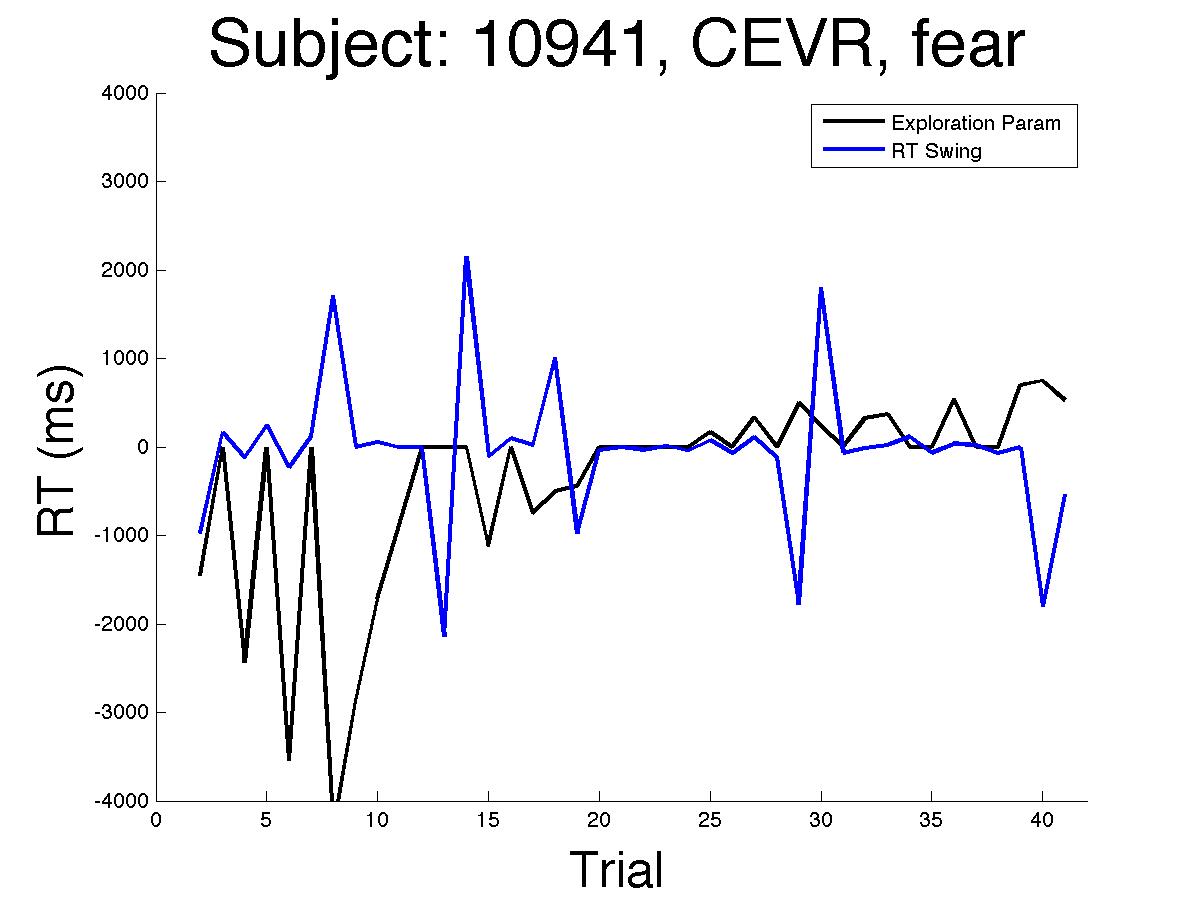 Subject: 10941, CEVR, fear
Exploration Param
RT Swing
4000
3000
2000
1000
0
-1000
-2000
-3000
-4000
RT (ms)
0 5 10 15 20 25 30 35 40
Trial